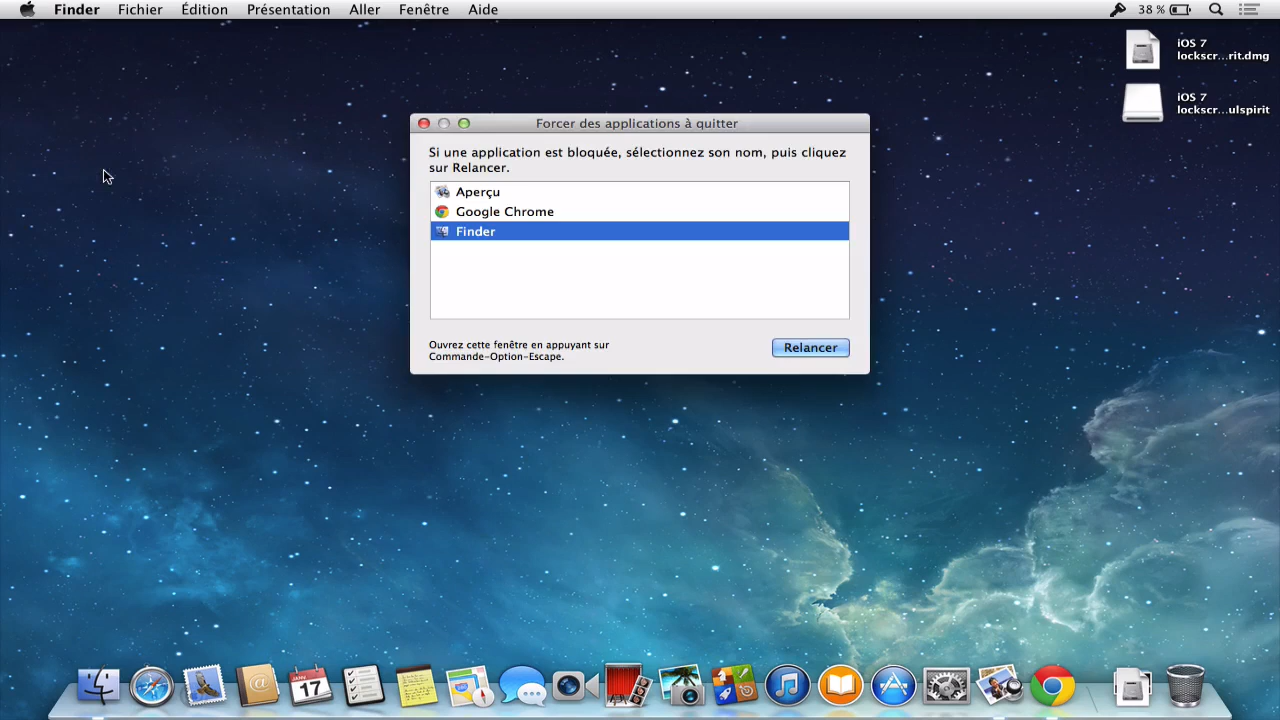 Finder Fichier Édition Présentation Aller Fenêtre Aide 38 %
iOS 7
lockscr...rit.dmg
iOS 7
lockscr...ulspirit
Forcer des applications à quitter
Si une application est bloquée, sélectionnez son nom, puis cliquez
sur Relancer.
Aperçu
Google Chrome
Finder
Ouvrez cette fenêtre en appuyant sur
Commande-Option-Escape.
Relancer
JANV
17